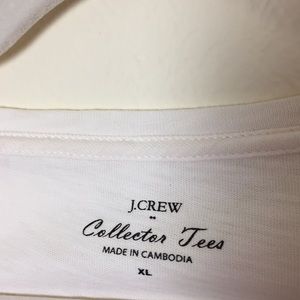 J.CREW
Collector Tees
MADE IN CAMBODIA
XL